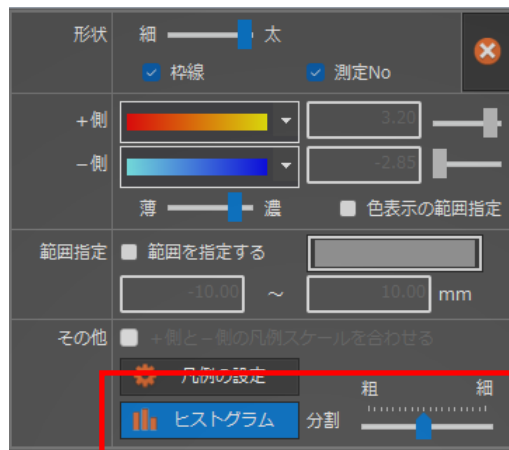 形状 細 太
枠線 測定No
+側 3.20
−側 -2.85
薄 濃 色表示の範囲指定
範囲指定 範囲を指定する
-10.00 ~ 10.00 mm
その他 +側と−側の凡例スケールを合わせる
凡例の設定 粗 細
ヒストグラム 分割